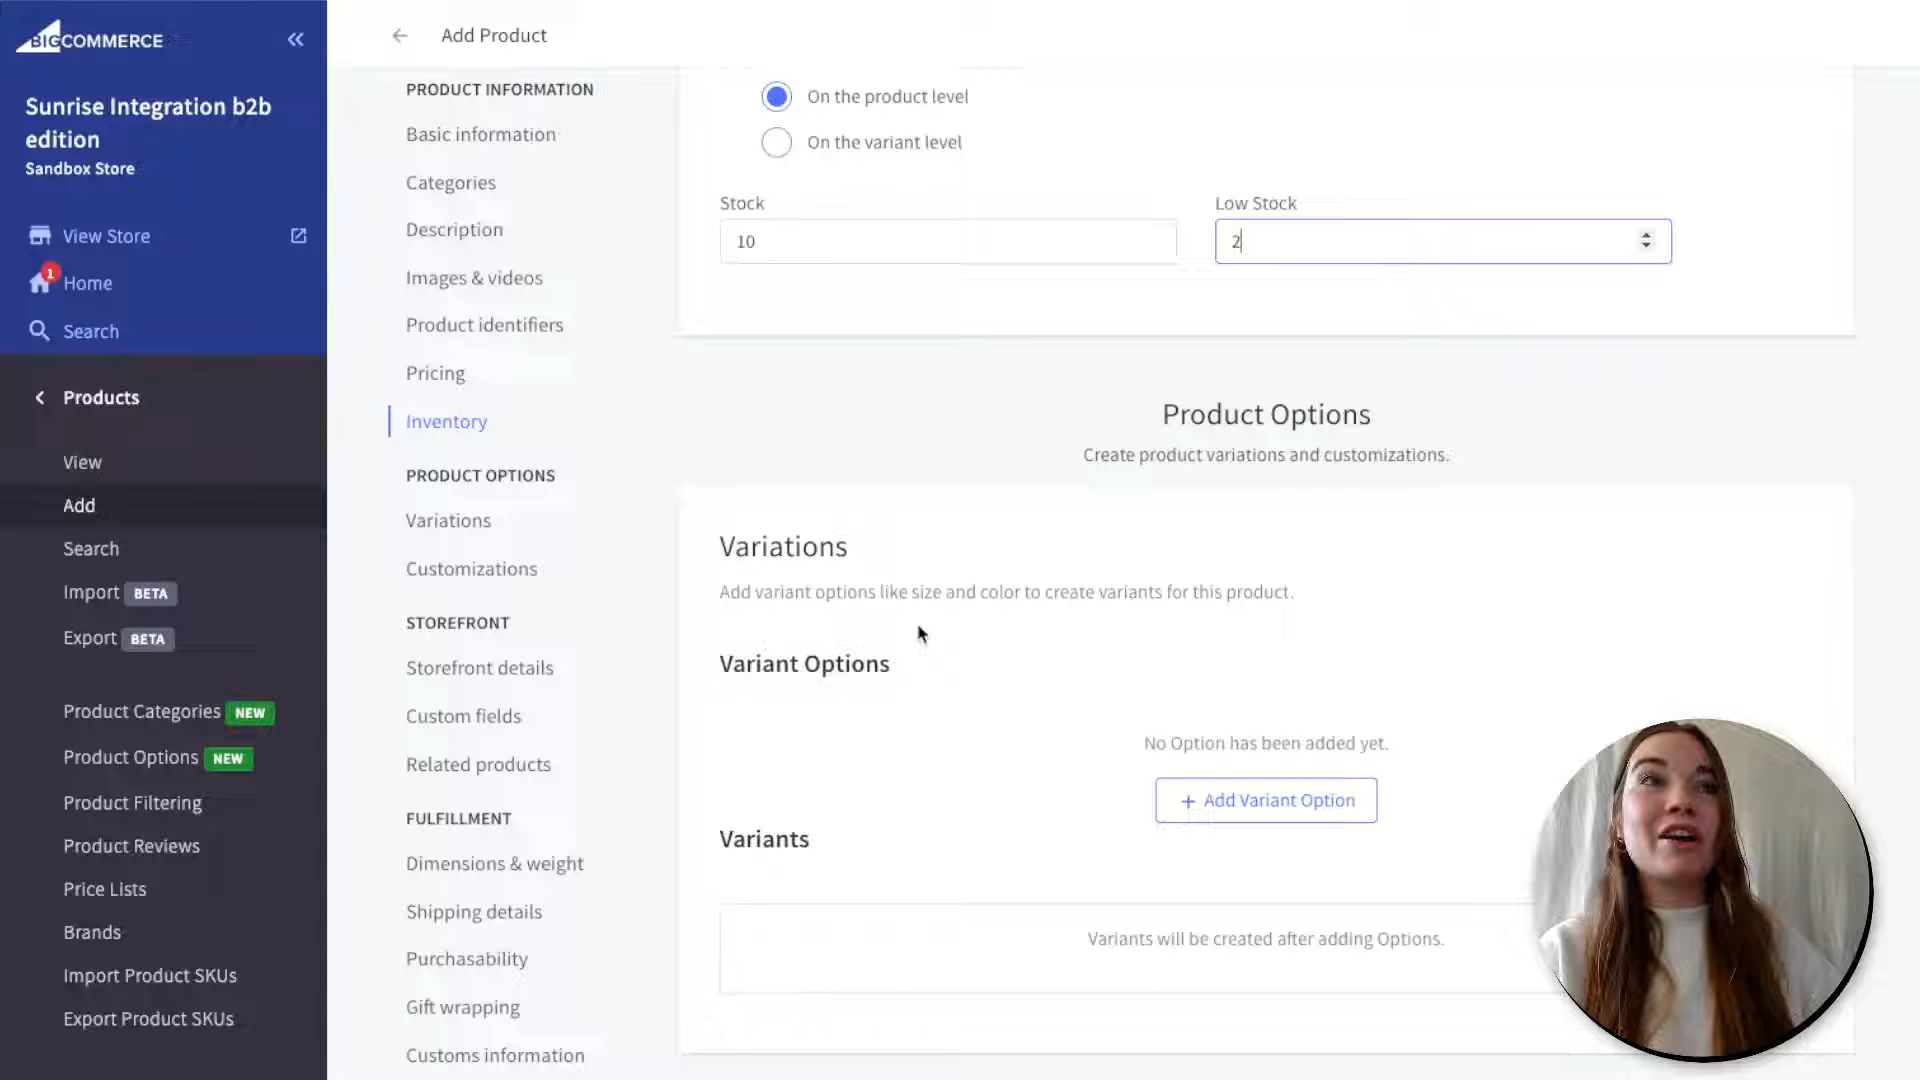 BIGCOMMERCE
Sunrise Integration b2b
edition
Sandbox Store
View Store
1
Home
Search
Products
View
Add
Search
Import BETA
Export BETA
Product Categories NEW
Product Options NEW
Product Filtering
Product Reviews
Price Lists
Brands
Import Product SKUs
Export Product SKUs
Add Product
PRODUCT INFORMATION
Basic information
Categories
Description
Images & videos
Product identifiers
Pricing
Inventory
PRODUCT OPTIONS
Variations
Customizations
STOREFRONT
Storefront details
Custom fields
Related products
FULFILLMENT
Dimensions & weight
Shipping details
Purchasability
Gift wrapping
Customs information
On the product level
On the variant level
Stock
10
Low Stock
2
Product Options
Create product variations and customizations.
Variations
Add variant options like size and color to create variants for this product.
Variant Options
No Option has been added yet.
+ Add Variant Option
Variants
Variants will be created after adding Options.